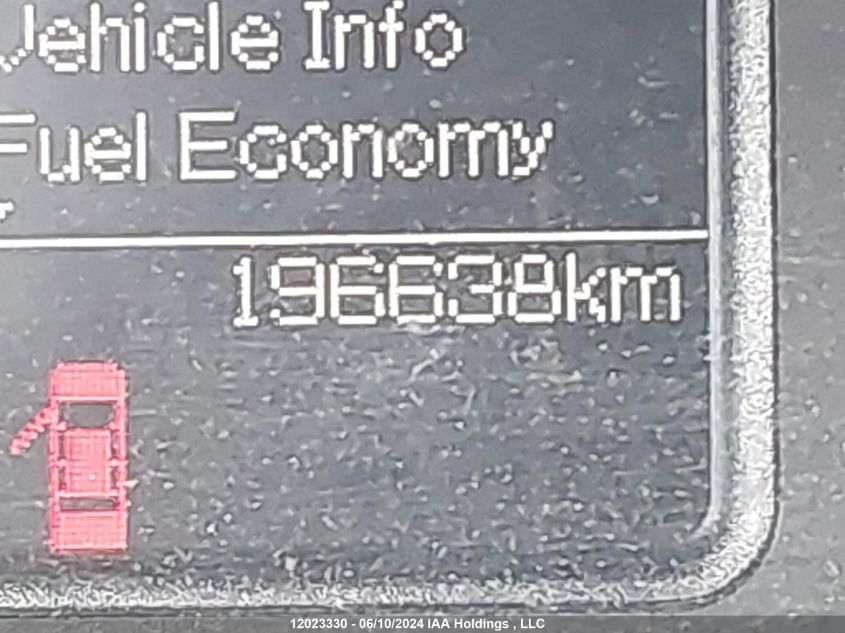 Vehicle Info
Fuel Economy
196638km
12023330 - 06/10/2024 IAA Holdings , LLC